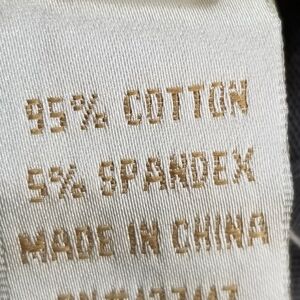 95% COTTON
5% SPANDEX
MADE IN CHINA